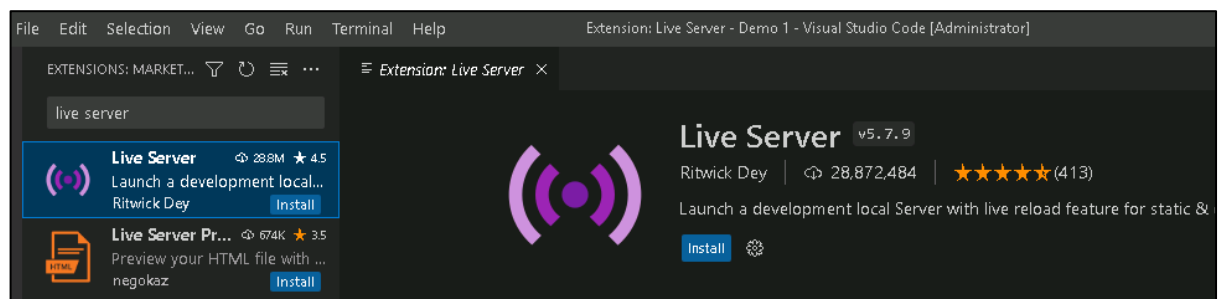 File Edit Selection View Go Run Terminal Help Extension: Live Server - Demo 1 - Visual Studio Code [Administrator]
EXTENSIONS: MARKET... Extension: Live Server
live server
Live Server 28.8M 4.5
Launch a development local...
Ritwick Dey Install
Live Server Pr... 674K 3.5
Preview your HTML file with ...
negokaz Install
HTML
Live Server v5.7.9
Ritwick Dey 28,872,484 (413)
Launch a development local Server with live reload feature for static &
Install